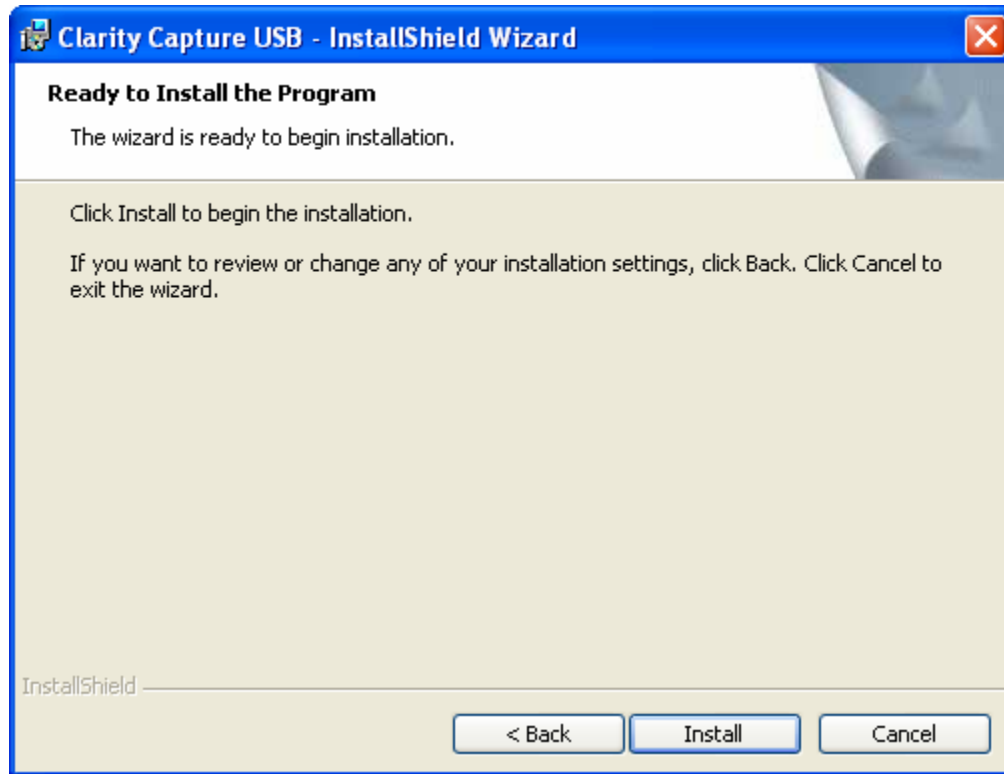 Clarity Capture USB - InstallShield Wizard
Ready to Install the Program
The wizard is ready to begin installation.
Click Install to begin the installation.
If you want to review or change any of your installation settings, click Back. Click Cancel to
exit the wizard.
InstallShield
< Back
Install
Cancel